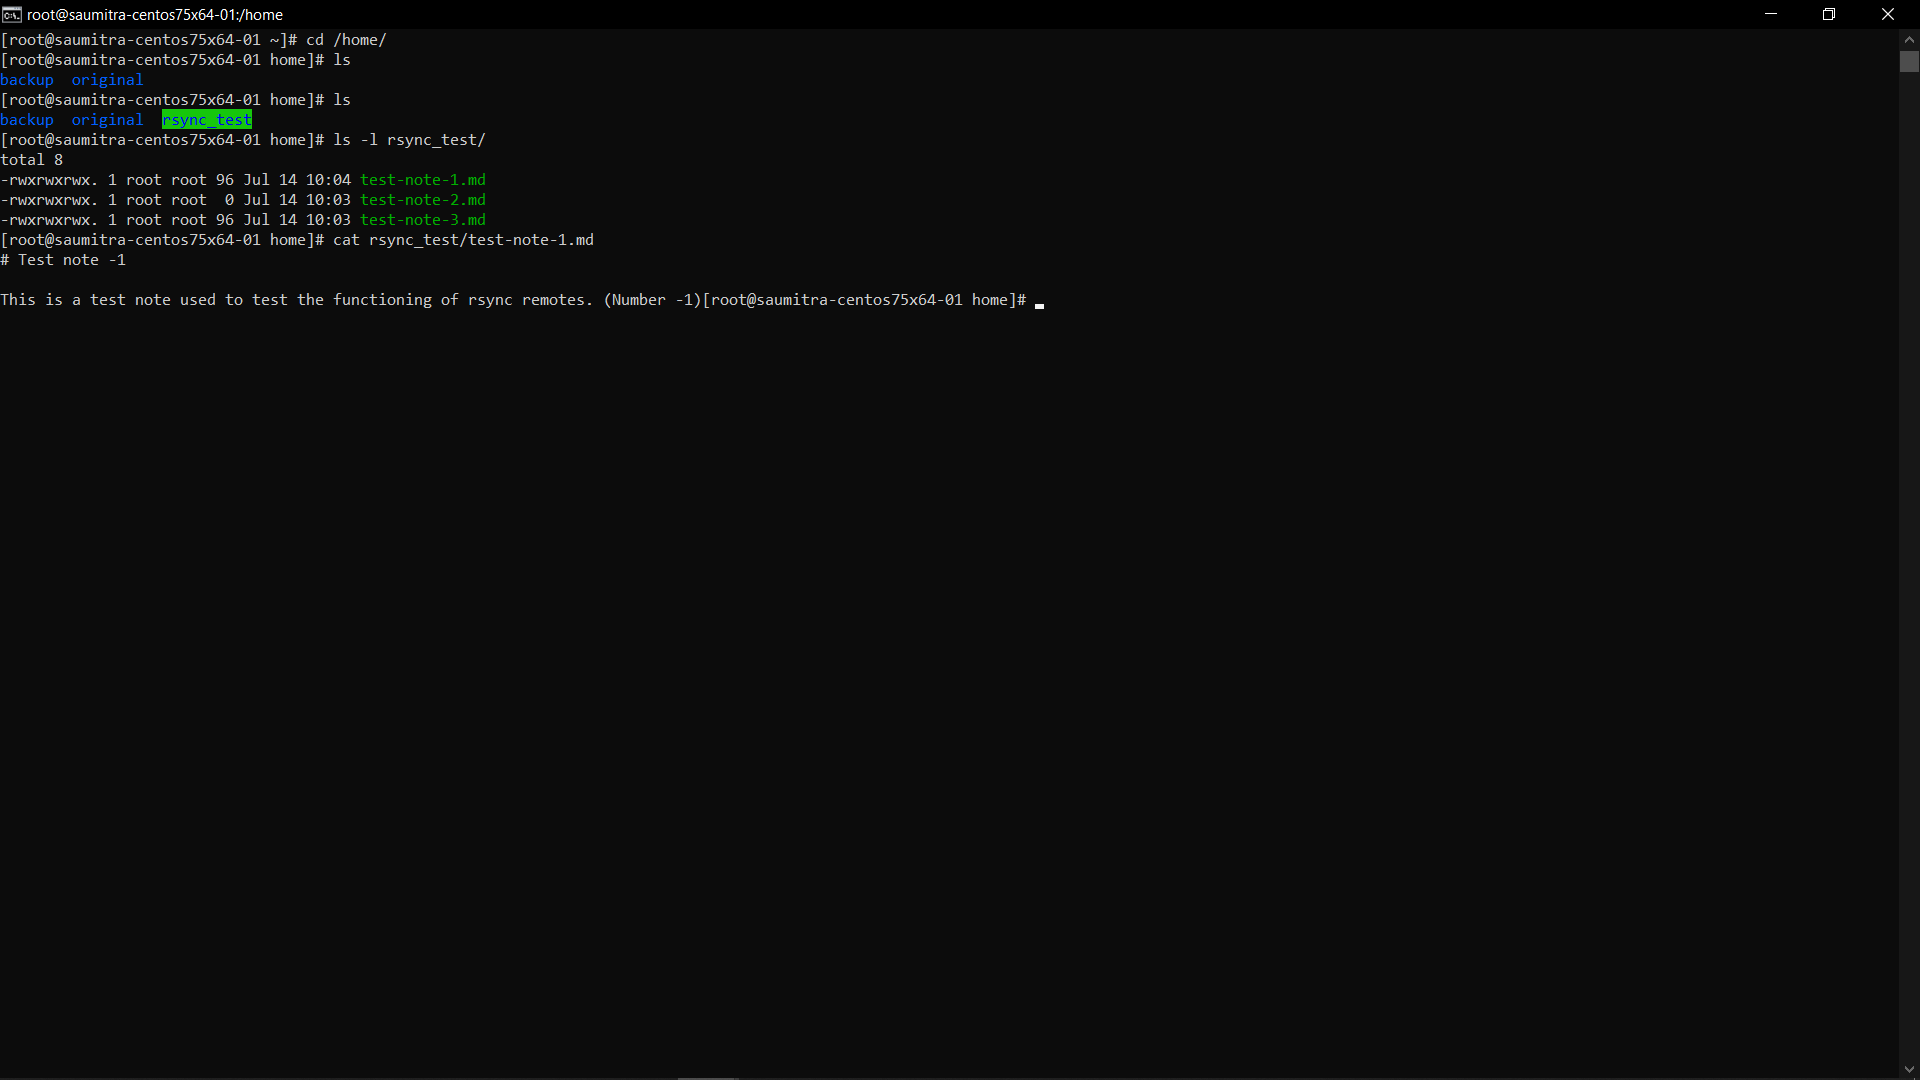 root@saumitra-centos75x64-01:/home
[root@saumitra-centos75x64-01 ~]# cd /home/
[root@saumitra-centos75x64-01 home]# ls
backup  original
[root@saumitra-centos75x64-01 home]# ls
backup  original  rsync_test
[root@saumitra-centos75x64-01 home]# ls -l rsync_test/
total 8
-rwxrwxrwx. 1 root root 96 Jul 14 10:04 test-note-1.md
-rwxrwxrwx. 1 root root  0 Jul 14 10:03 test-note-2.md
-rwxrwxrwx. 1 root root 96 Jul 14 10:03 test-note-3.md
[root@saumitra-centos75x64-01 home]# cat rsync_test/test-note-1.md
# Test note -1
This is a test note used to test the functioning of rsync remotes. (Number -1)[root@saumitra-centos75x64-01 home]#